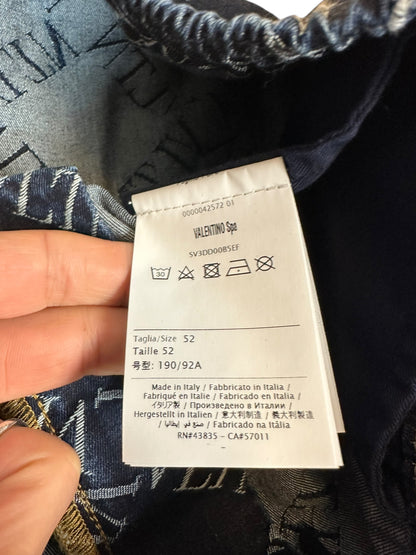 0000042572 01
VALENTINO Spa
SV3DD00B5EF
30
Taglia/Size 52
Taille 52
号型: 190/92A
Made in Italy / Fabbricato in Italia /
Fabriqué en Italie / Fabricado en Italia /
イタリア製 / Произведено в Италии /
Hergestellt in Italien / 意大利制造 / 義大利製造
صنع في إيطاليا / Fabricado na Itália
RN#43835 - CA#57011